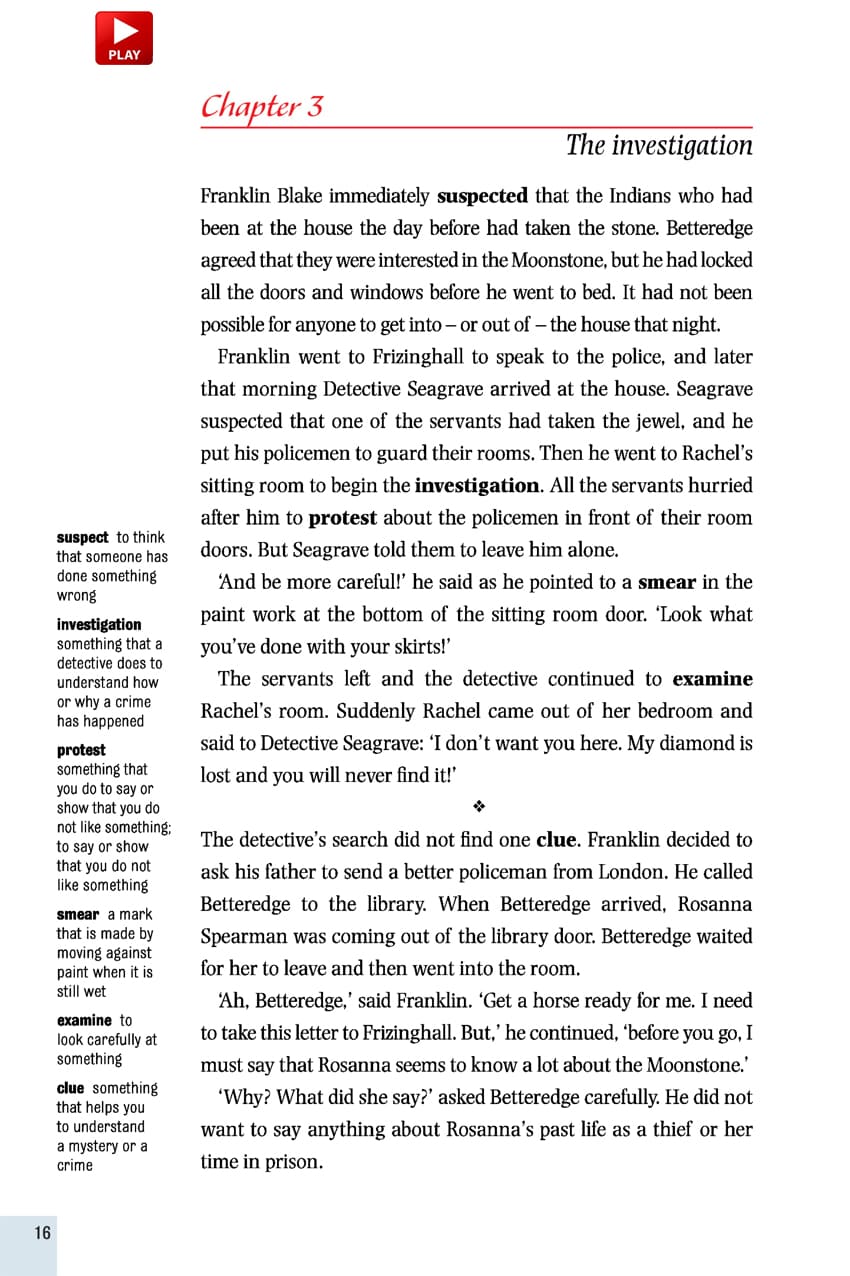 PLAY
Chapter 3
The investigation
Franklin Blake immediately suspected that the Indians who had
been at the house the day before had taken the stone. Betteredge
agreed that they were interested in the Moonstone, but he had locked
all the doors and windows before he went to bed. It had not been
possible for anyone to get into – or out of – the house that night.
Franklin went to Frizinghall to speak to the police, and later
that morning Detective Seagrave arrived at the house. Seagrave
suspected that one of the servants had taken the jewel, and he
put his policemen to guard their rooms. Then he went to Rachel’s
sitting room to begin the investigation. All the servants hurried
after him to protest about the policemen in front of their room
doors. But Seagrave told them to leave him alone.
‘And be more careful!’ he said as he pointed to a smear in the
paint work at the bottom of the sitting room door. ‘Look what
you’ve done with your skirts!’
The servants left and the detective continued to examine
Rachel’s room. Suddenly Rachel came out of her bedroom and
said to Detective Seagrave: ‘I don’t want you here. My diamond is
lost and you will never find it!’
❖
The detective’s search did not find one clue. Franklin decided to
ask his father to send a better policeman from London. He called
Betteredge to the library. When Betteredge arrived, Rosanna
Spearman was coming out of the library door. Betteredge waited
for her to leave and then went into the room.
‘Ah, Betteredge,’ said Franklin. ‘Get a horse ready for me. I need
to take this letter to Frizinghall. But,’ he continued, ‘before you go, I
must say that Rosanna seems to know a lot about the Moonstone.’
‘Why? What did she say?’ asked Betteredge carefully. He did not
want to say anything about Rosanna’s past life as a thief or her
time in prison.
suspect to think
that someone has
done something
wrong
investigation
something that a
detective does to
understand how
or why a crime
has happened
protest
something that
you do to say or
show that you do
not like something;
to say or show
that you do not
like something
smear a mark
that is made by
moving against
paint when it is
still wet
examine to
look carefully at
something
clue something
that helps you
to understand
a mystery or a
crime
16